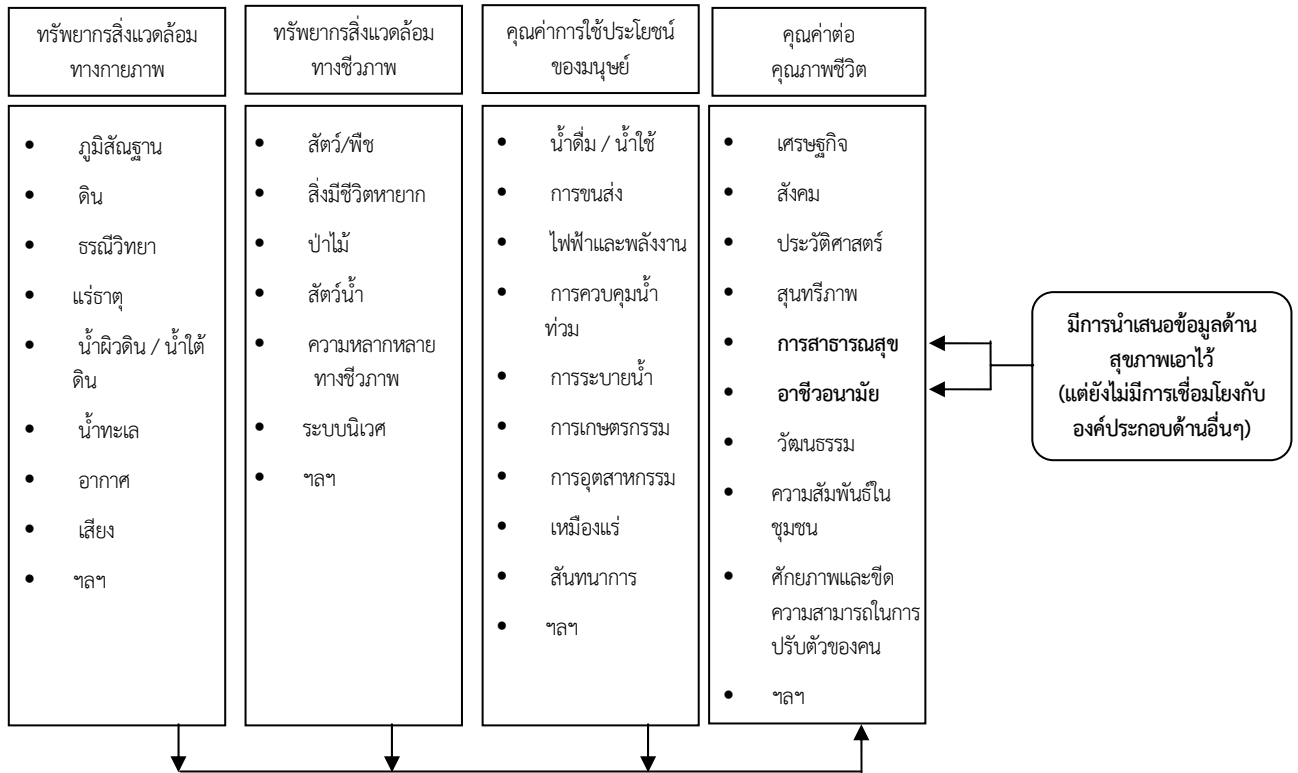 ทรัพยากรสิ่งแวดล้อม
ทางกายภาพ
ทรัพยากรสิ่งแวดล้อม
ทางชีวภาพ
คุณค่าการใช้ประโยชน์
ของมนุษย์
คุณค่าต่อ
คุณภาพชีวิต
• ภูมิสัณฐาน
• ดิน
• ธรณีวิทยา
• แร่ธาตุ
• น้ำผิวดิน / น้ำใต้
ดิน
• น้ำทะเล
• อากาศ
• เสียง
• ฯลฯ
• สัตว์/พืช
• สิ่งมีชีวิตหายาก
• ป่าไม้
• สัตว์น้ำ
• ความหลากหลาย
ทางชีวภาพ
• ระบบนิเวศ
• ฯลฯ
• น้ำดื่ม / น้ำใช้
• การขนส่ง
• ไฟฟ้าและพลังงาน
• การควบคุมน้ำ
ท่วม
• การระบายน้ำ
• การเกษตรกรรม
• การอุตสาหกรรม
• เหมืองแร่
• สันทนาการ
• ฯลฯ
• เศรษฐกิจ
• สังคม
• ประวัติศาสตร์
• สุนทรีภาพ
• การสาธารณสุข
• อาชีวอนามัย
• วัฒนธรรม
• ความสัมพันธ์ใน
ชุมชน
• ศักยภาพและขีด
ความสามารถในการ
ปรับตัวของคน
• ฯลฯ
มีการนำเสนอข้อมูลด้าน
สุขภาพเอาไว้
(แต่ยังไม่มีการเชื่อมโยงกับ
องค์ประกอบด้านอื่นๆ)